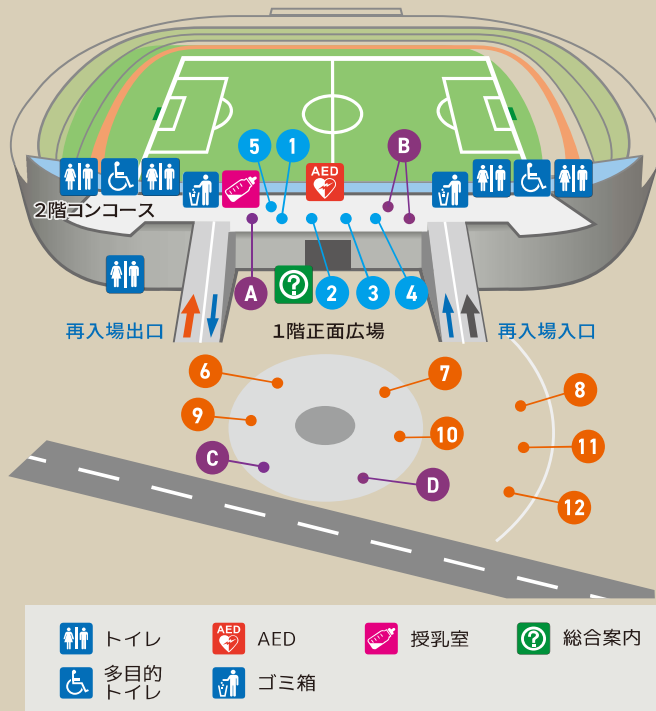 5
1
AED
B
2階コンコース
A
?
2
3
4
再入場出口
1階正面広場
再入場入口
6
7
8
9
10
11
C
D
12
トイレ
AED
AED
授乳室
?
総合案内
多目的
トイレ
ゴミ箱